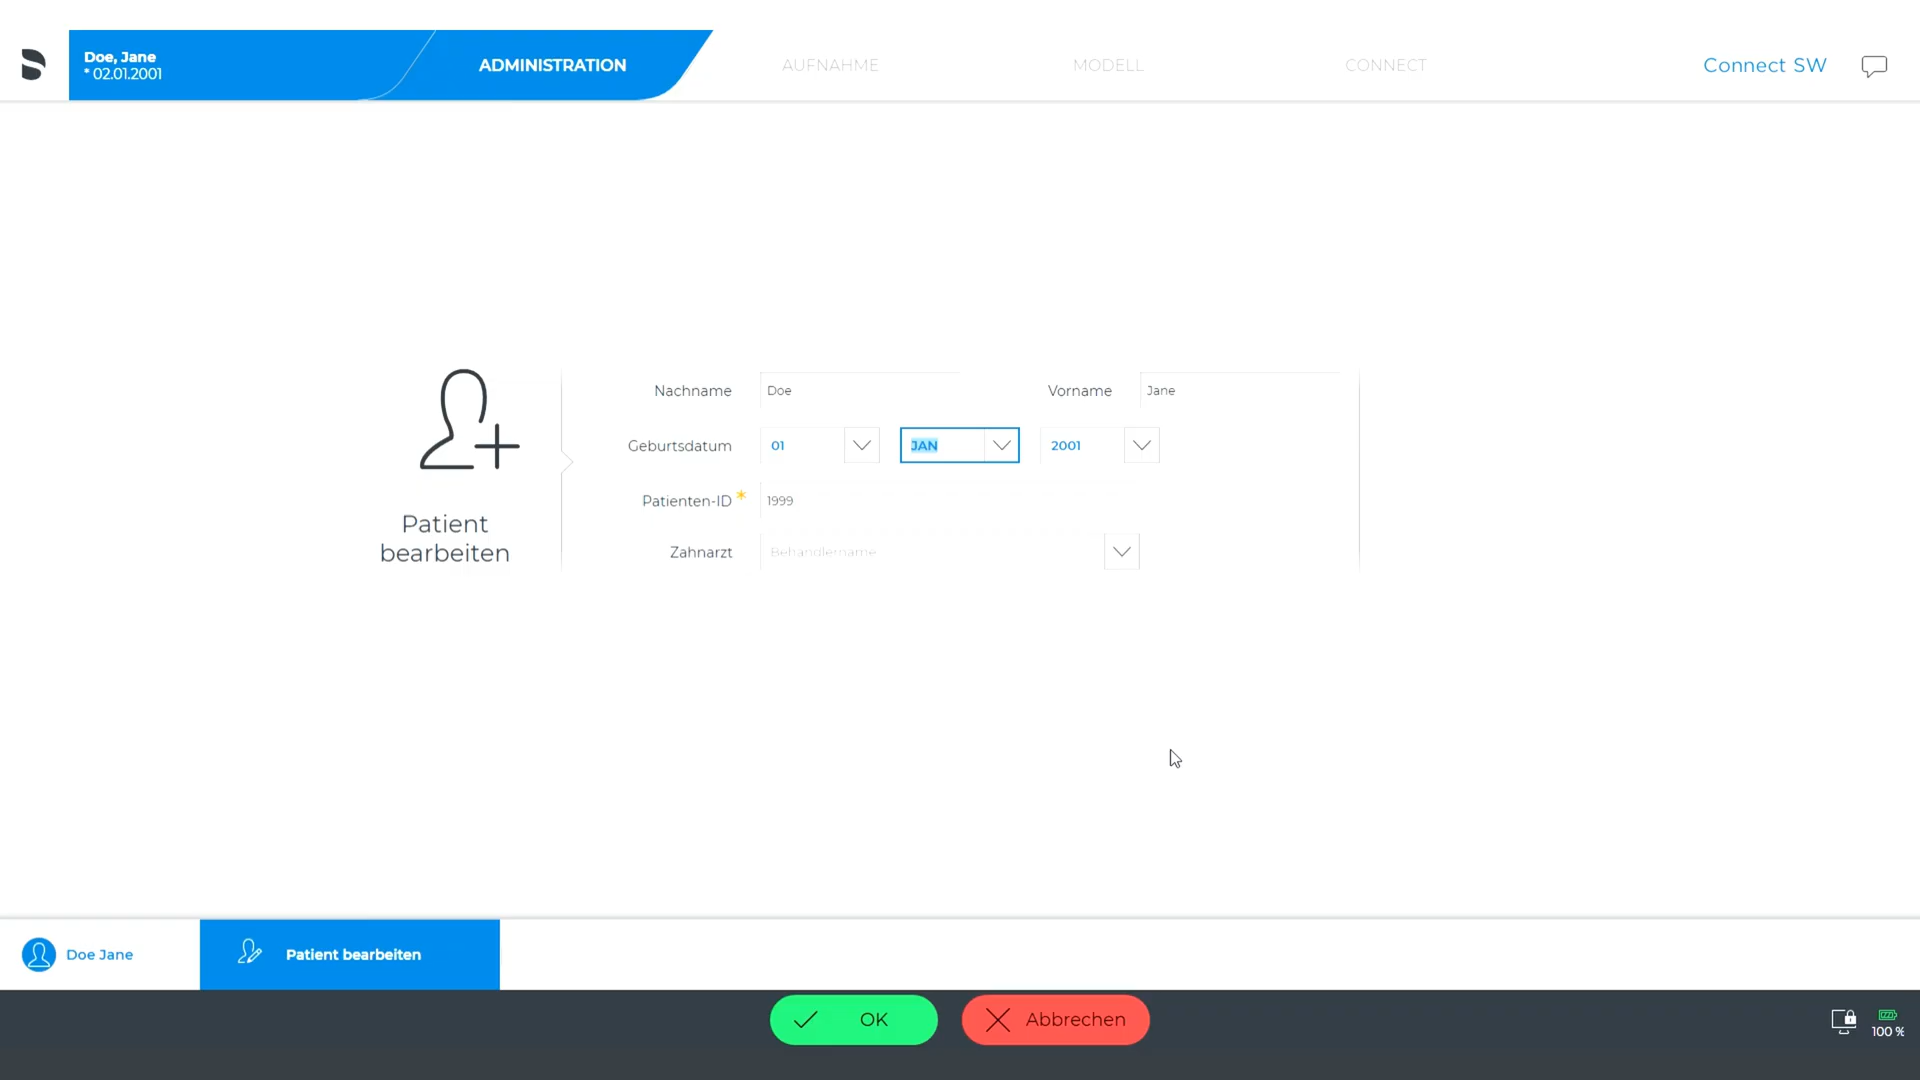 Doe, Jane
* 02.01.2001
ADMINISTRATION
AUFNAHME
MODELL
CONNECT
Connect SW
Patient
bearbeiten
Nachname Doe Vorname Jane
Geburtsdatum 01 JAN 2001
Patienten-ID * 1999
Zahnarzt Behandlername
Doe Jane
Patient bearbeiten
OK
Abbrechen
100 %